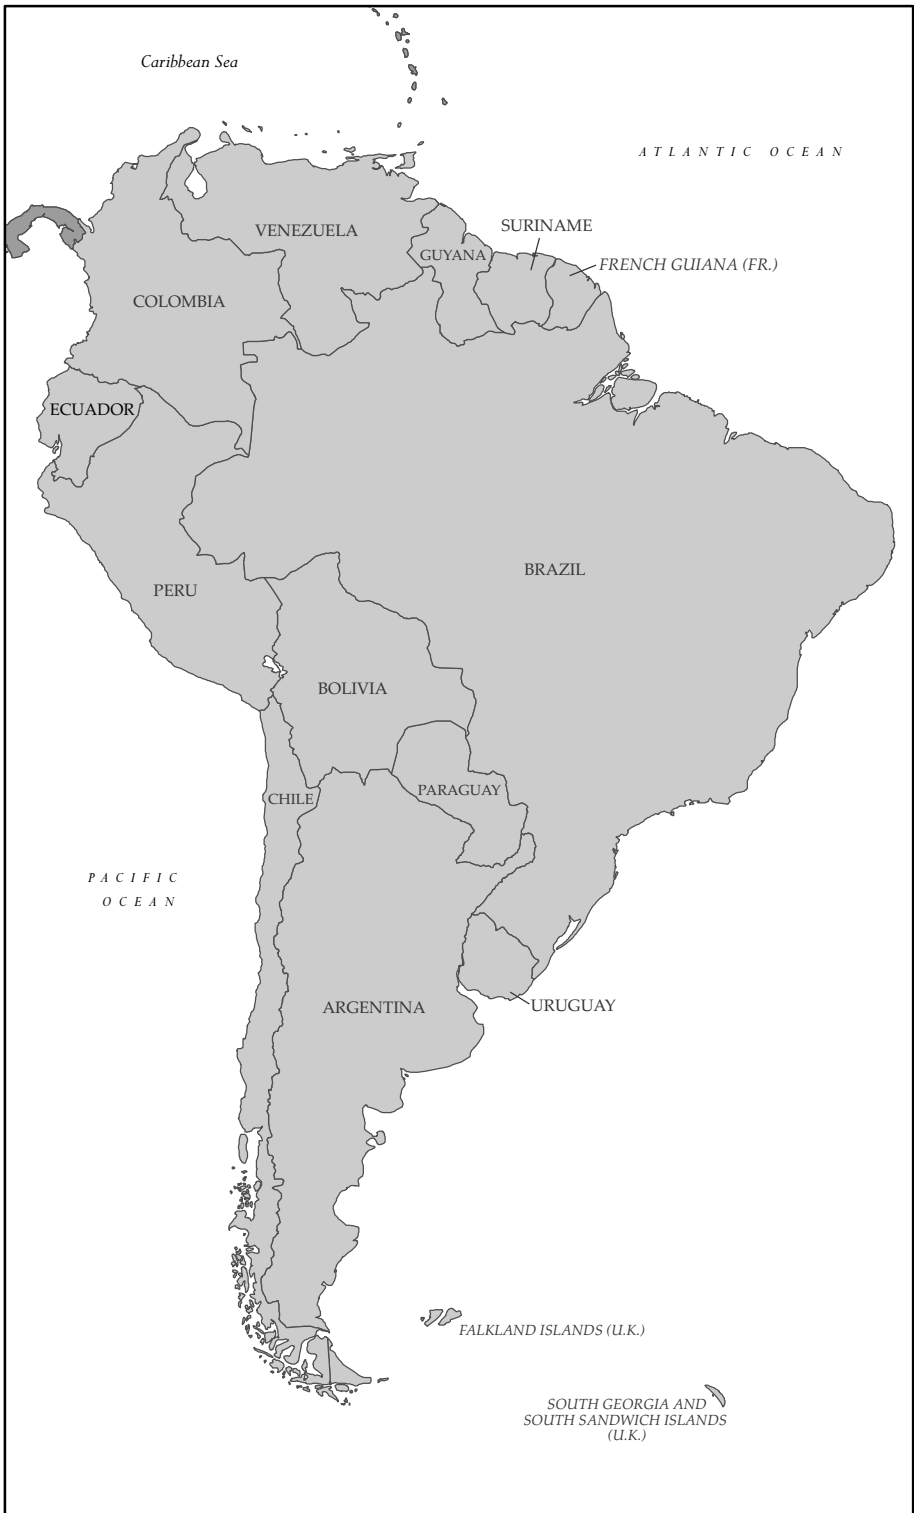 Caribbean Sea
ATLANTIC OCEAN
SURINAME
VENEZUELA
GUYANA
FRENCH GUIANA (FR.)
COLOMBIA
ECUADOR
BRAZIL
PERU
BOLIVIA
PARAGUAY
CHILE
PACIFIC
OCEAN
URUGUAY
ARGENTINA
FALKLAND ISLANDS (U.K.)
SOUTH GEORGIA AND
SOUTH SANDWICH ISLANDS
(U.K.)